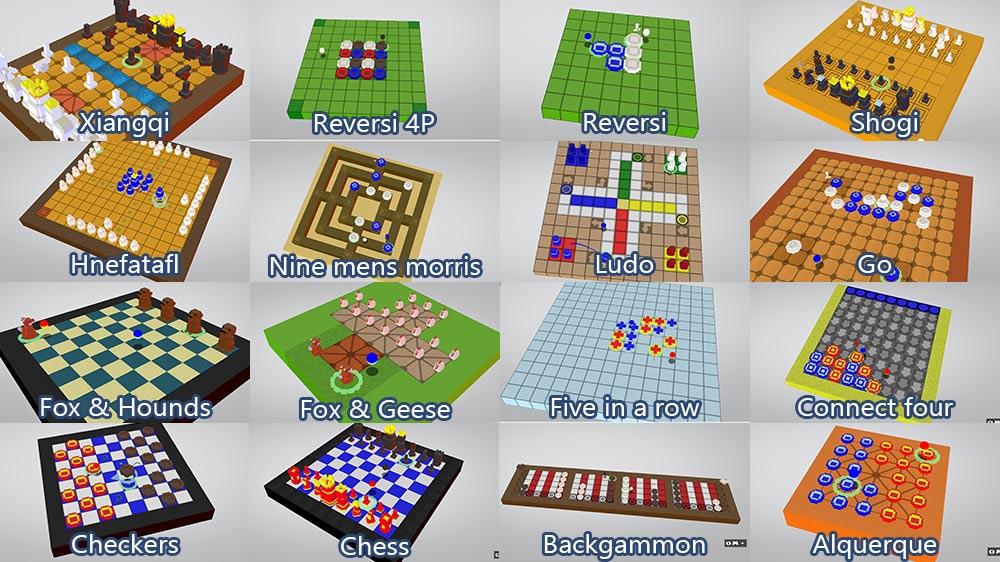 Xiangqi
Reversi 4P
Reversi
Shogi
Hnefatafl
Nine mens morris
Ludo
Go
Fox & Hounds
Fox & Geese
Five in a row
Connect four
Checkers
Chess
Backgammon
Alquerque